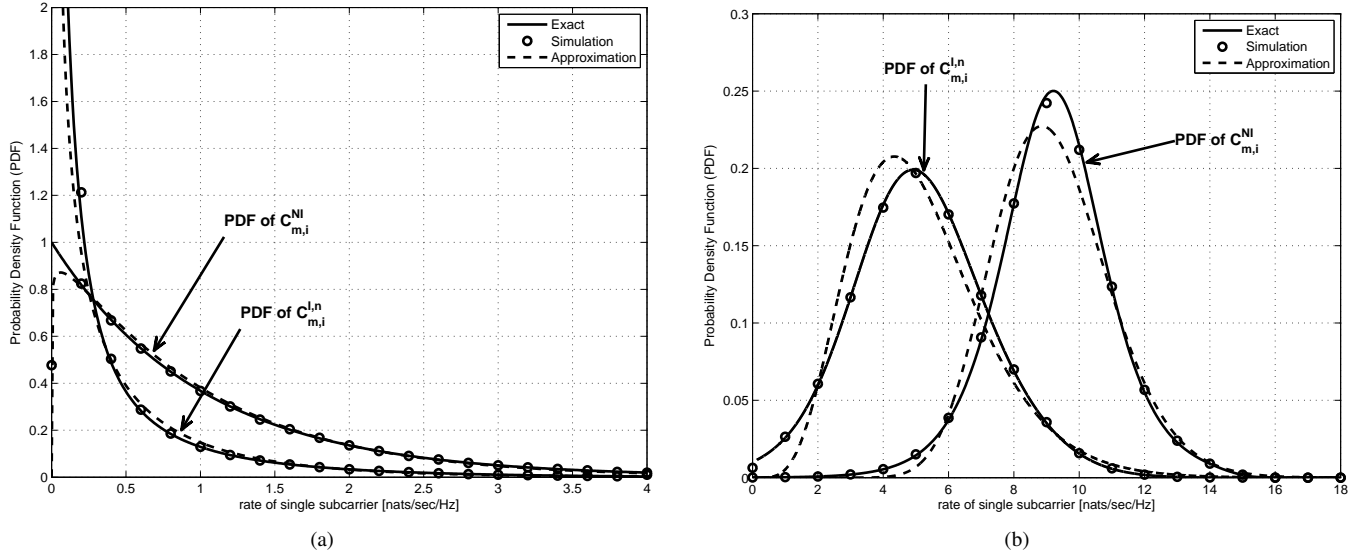 2
1.8
1.6
1.4
1.2
1
0.8
0.6
0.4
0.2
0
Probability Density Function (PDF)
Exact
Simulation
Approximation
PDF of C^{NI}_{m,i}
PDF of C^{I,n}_{m,i}
0 0.5 1 1.5 2 2.5 3 3.5 4
rate of single subcarrier [nats/sec/Hz]
(a)
0.3
0.25
0.2
0.15
0.1
0.05
0
Probability Density Function (PDF)
Exact
Simulation
Approximation
PDF of C^{I,n}_{m,i}
PDF of C^{NI}_{m,i}
0 2 4 6 8 10 12 14 16 18
rate of single subcarrier [nats/sec/Hz]
(b)